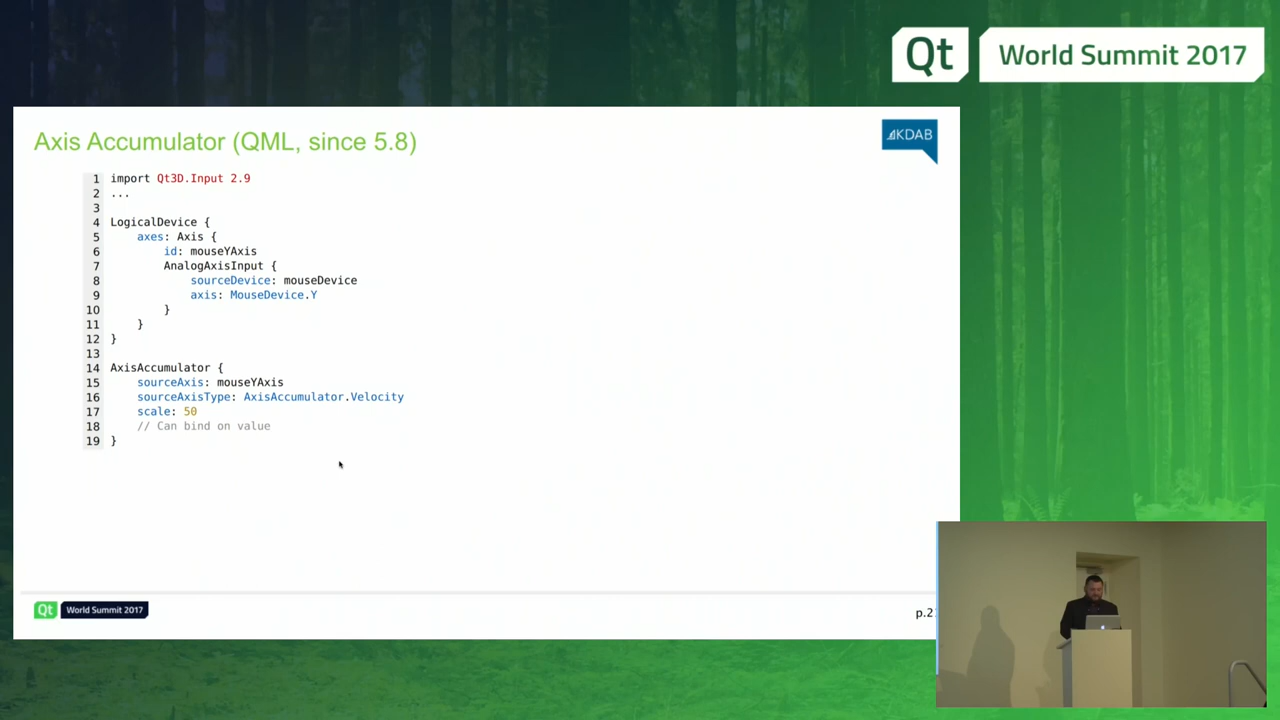 Qt World Summit 2017
Axis Accumulator (QML, since 5.8)
KDAB
1 import Qt3D.Input 2.9
2 ...
3
4 LogicalDevice {
5     axes: Axis {
6         id: mouseYAxis
7         AnalogAxisInput {
8             sourceDevice: mouseDevice
9             axis: MouseDevice.Y
10         }
11     }
12 }
13
14 AxisAccumulator {
15     sourceAxis: mouseYAxis
16     sourceAxisType: AxisAccumulator.Velocity
17     scale: 50
18     // Can bind on value
19 }
Qt World Summit 2017
p.2